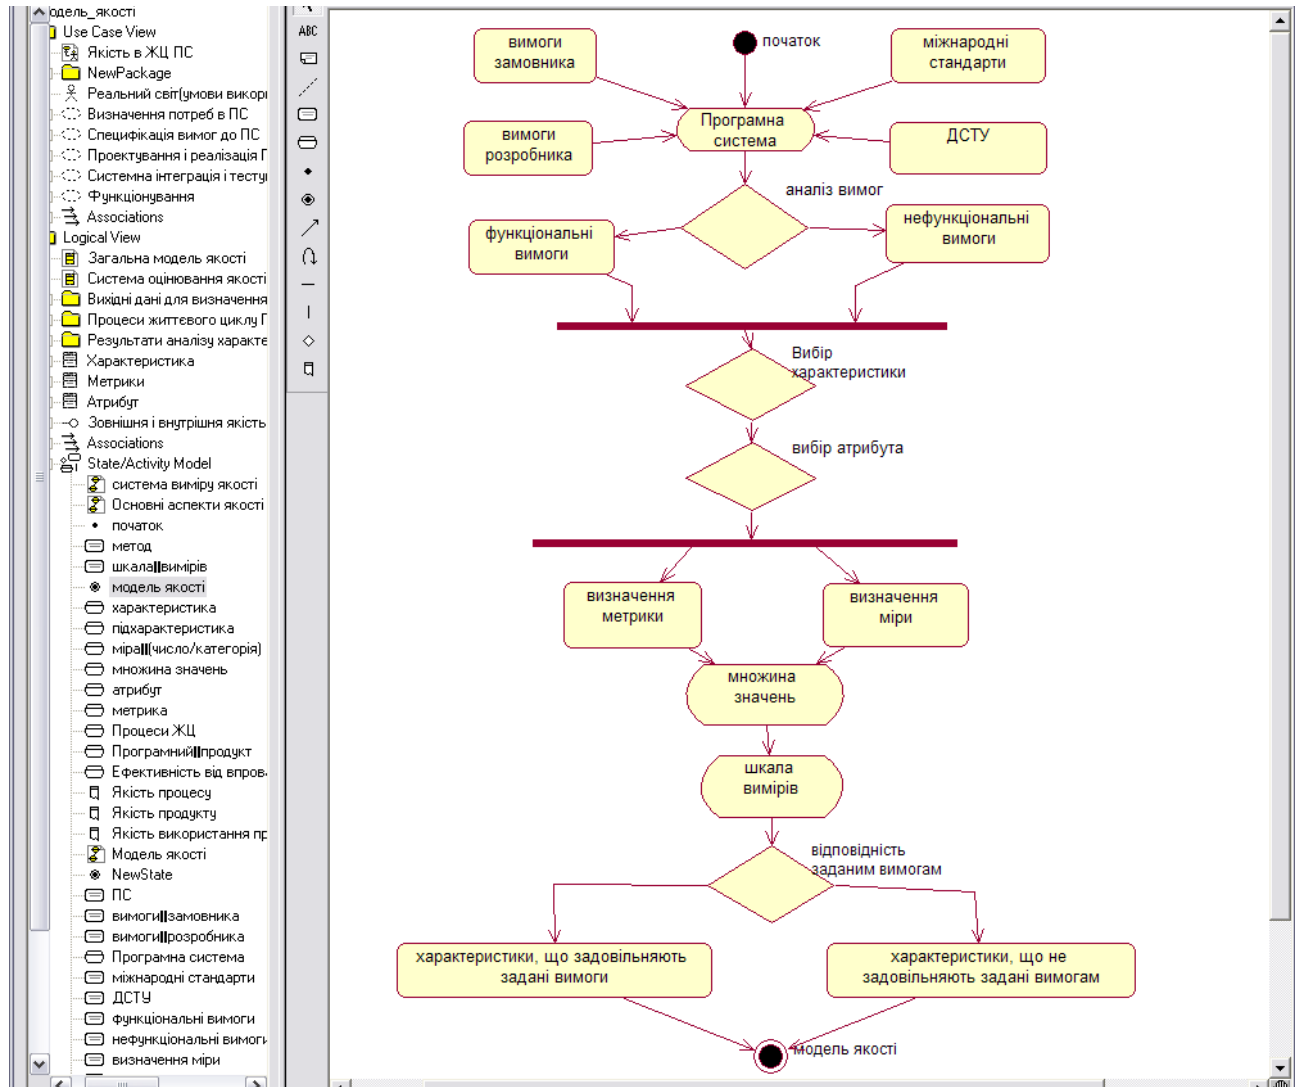 одель_якості
Use Case View
Якість в ЖЦ ПС
NewPackage
Реальний світ(умови викорі
Визначення потреб в ПС
Специфікація вимог до ПС
Проектування і реалізація Г
Системна інтеграція і тесту
Функціонування
Associations
Logical View
Загальна модель якості
Система оцінювання якості
Вихідні дані для визначення
Процеси життєвого циклу Г
Результати аналізу характе
Характеристика
Метрики
Атрибут
Зовнішня і внутрішня якість
Associations
State/Activity Model
система виміру якості
Основні аспекти якості
початок
метод
шкала||вимірів
модель якості
характеристика
підхарактеристика
міра||(число/категорія)
множина значень
атрибут
метрика
Процеси ЖЦ
Програмний||продукт
Ефективність від впрова
Якість процесу
Якість продукту
Якість використання пр
Модель якості
NewState
ПС
вимоги||замовника
вимоги||розробника
Програмна система
міжнародні стандарти
ДСТУ
функціональні вимоги
нефункціональні вимоги
визначення міри
ABC
вимоги
замовника
початок
міжнародні
стандарти
Програмна
система
вимоги
розробника
ДСТУ
аналіз вимог
функціональні
вимоги
нефункціональні
вимоги
Вибір
характеристики
вибір атрибута
визначення
метрики
визначення
міри
множина
значень
шкала
вимірів
відповідність
заданим вимогам
характеристики, що задовільняють
задані вимоги
характеристики, що не
задовільняють задані вимогам
модель якості